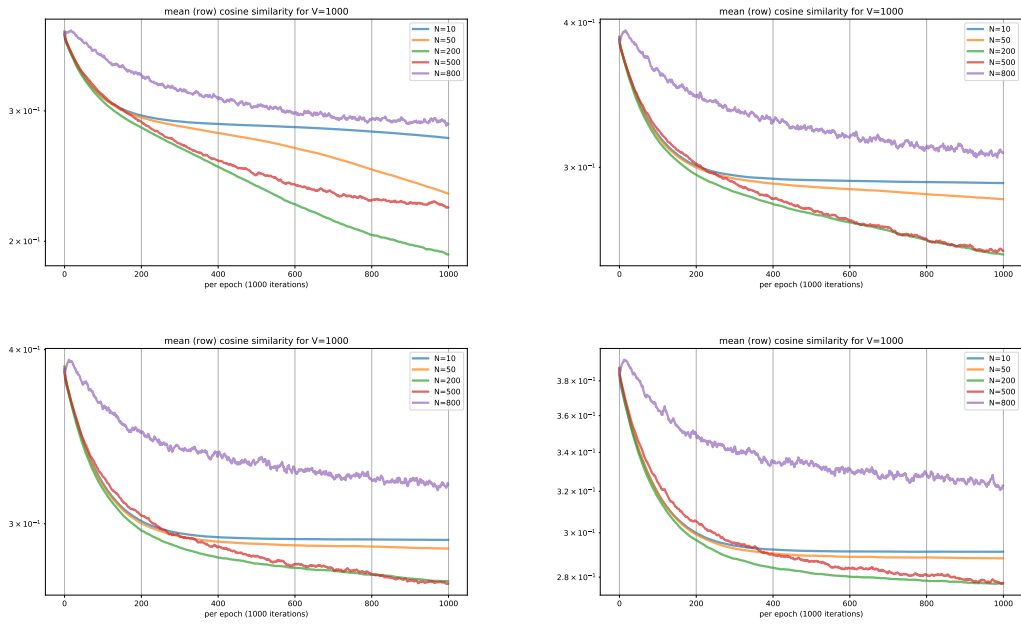 mean (row) cosine similarity for V=1000
N=10
N=50
N=200
N=500
N=800
3 × 10⁻¹
2 × 10⁻¹
0 200 400 600 800 1000
per epoch (1000 iterations)
mean (row) cosine similarity for V=1000
4 × 10⁻¹
N=10
N=50
N=200
N=500
N=800
3 × 10⁻¹
0 200 400 600 800 1000
per epoch (1000 iterations)
mean (row) cosine similarity for V=1000
4 × 10⁻¹
N=10
N=50
N=200
N=500
N=800
3 × 10⁻¹
0 200 400 600 800 1000
per epoch (1000 iterations)
mean (row) cosine similarity for V=1000
N=10
N=50
N=200
N=500
N=800
3.8 × 10⁻¹
3.6 × 10⁻¹
3.4 × 10⁻¹
3.2 × 10⁻¹
3 × 10⁻¹
2.8 × 10⁻¹
0 200 400 600 800 1000
per epoch (1000 iterations)